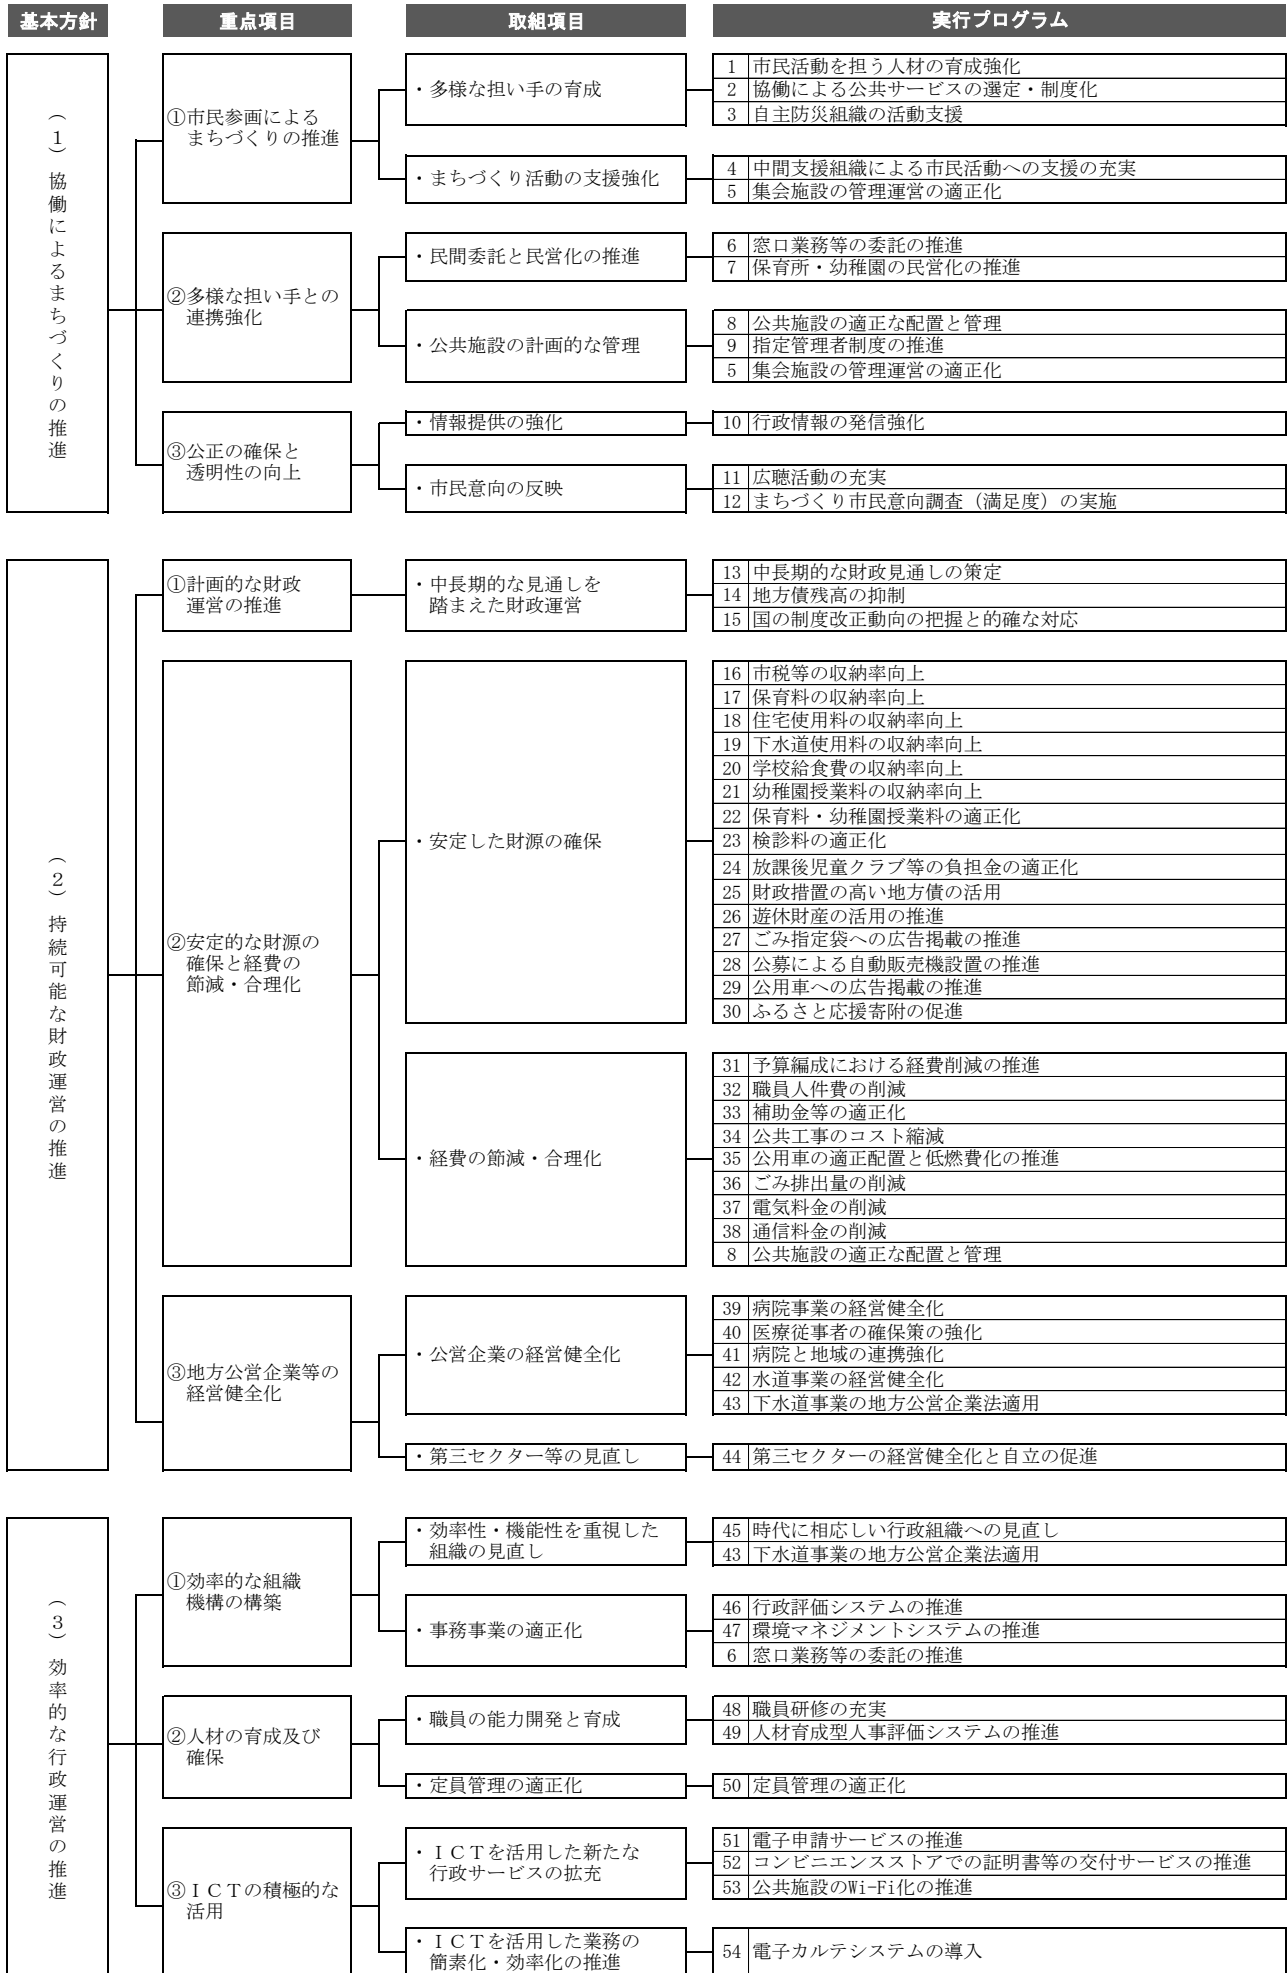 基本方針
重点項目
取組項目
実行プログラム
（１）協働によるまちづくりの推進
①市民参画による
まちづくりの推進
・多様な担い手の育成
1 市民活動を担う人材の育成強化
2 協働による公共サービスの選定・制度化
3 自主防災組織の活動支援
・まちづくり活動の支援強化
4 中間支援組織による市民活動への支援の充実
5 集会施設の管理運営の適正化
②多様な担い手との
連携強化
・民間委託と民営化の推進
6 窓口業務等の委託の推進
7 保育所・幼稚園の民営化の推進
・公共施設の計画的な管理
8 公共施設の適正な配置と管理
9 指定管理者制度の推進
5 集会施設の管理運営の適正化
③公正の確保と
透明性の向上
・情報提供の強化
10 行政情報の発信強化
・市民意向の反映
11 広聴活動の充実
12 まちづくり市民意向調査（満足度）の実施
（２）持続可能な財政運営の推進
①計画的な財政
運営の推進
・中長期的な見通しを
踏まえた財政運営
13 中長期的な財政見通しの策定
14 地方債残高の抑制
15 国の制度改正動向の把握と的確な対応
②安定的な財源の
確保と経費の
節減・合理化
・安定した財源の確保
16 市税等の収納率向上
17 保育料の収納率向上
18 住宅使用料の収納率向上
19 下水道使用料の収納率向上
20 学校給食費の収納率向上
21 幼稚園授業料の収納率向上
22 保育料・幼稚園授業料の適正化
23 検診料の適正化
24 放課後児童クラブ等の負担金の適正化
25 財政措置の高い地方債の活用
26 遊休財産の活用の推進
27 ごみ指定袋への広告掲載の推進
28 公募による自動販売機設置の推進
29 公用車への広告掲載の推進
30 ふるさと応援寄附の促進
・経費の節減・合理化
31 予算編成における経費削減の推進
32 職員人件費の削減
33 補助金等の適正化
34 公共工事のコスト縮減
35 公用車の適正配置と低燃費化の推進
36 ごみ排出量の削減
37 電気料金の削減
38 通信料金の削減
8 公共施設の適正な配置と管理
③地方公営企業等の
経営健全化
・公営企業の経営健全化
39 病院事業の経営健全化
40 医療従事者の確保策の強化
41 病院と地域の連携強化
42 水道事業の経営健全化
43 下水道事業の地方公営企業法適用
・第三セクター等の見直し
44 第三セクターの経営健全化と自立の促進
（３）効率的な行政運営の推進
①効率的な組織
機構の構築
・効率性・機能性を重視した
組織の見直し
45 時代に相応しい行政組織への見直し
43 下水道事業の地方公営企業法適用
・事務事業の適正化
46 行政評価システムの推進
47 環境マネジメントシステムの推進
6 窓口業務等の委託の推進
②人材の育成及び
確保
・職員の能力開発と育成
48 職員研修の充実
49 人材育成型人事評価システムの推進
・定員管理の適正化
50 定員管理の適正化
③ＩＣＴの積極的な
活用
・ＩＣＴを活用した新たな
行政サービスの拡充
51 電子申請サービスの推進
52 コンビニエンスストアでの証明書等の交付サービスの推進
53 公共施設のWi-Fi化の推進
・ＩＣＴを活用した業務の
簡素化・効率化の推進
54 電子カルテシステムの導入